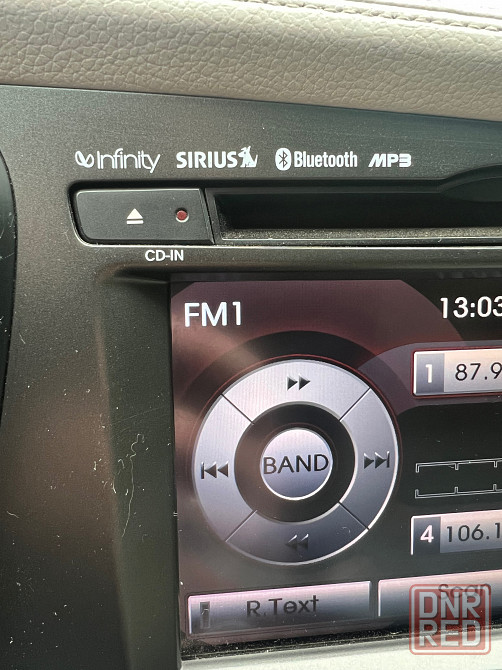 Infinity SIRIUS Bluetooth MP3
CD-IN
FM1 13:03
1 87.9
BAND
4 106.1
R.Text Scan
DNR
RED